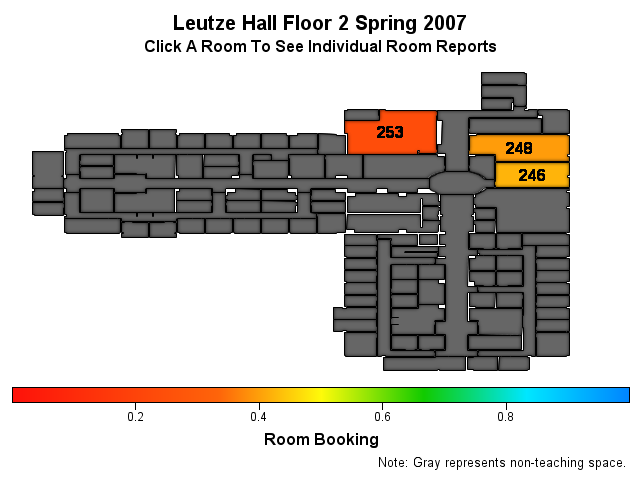 Leutze Hall Floor 2 Spring 2007
Click A Room To See Individual Room Reports
253
248
246
0.2 0.4 0.6 0.8
Room Booking
Note: Gray represents non-teaching space.